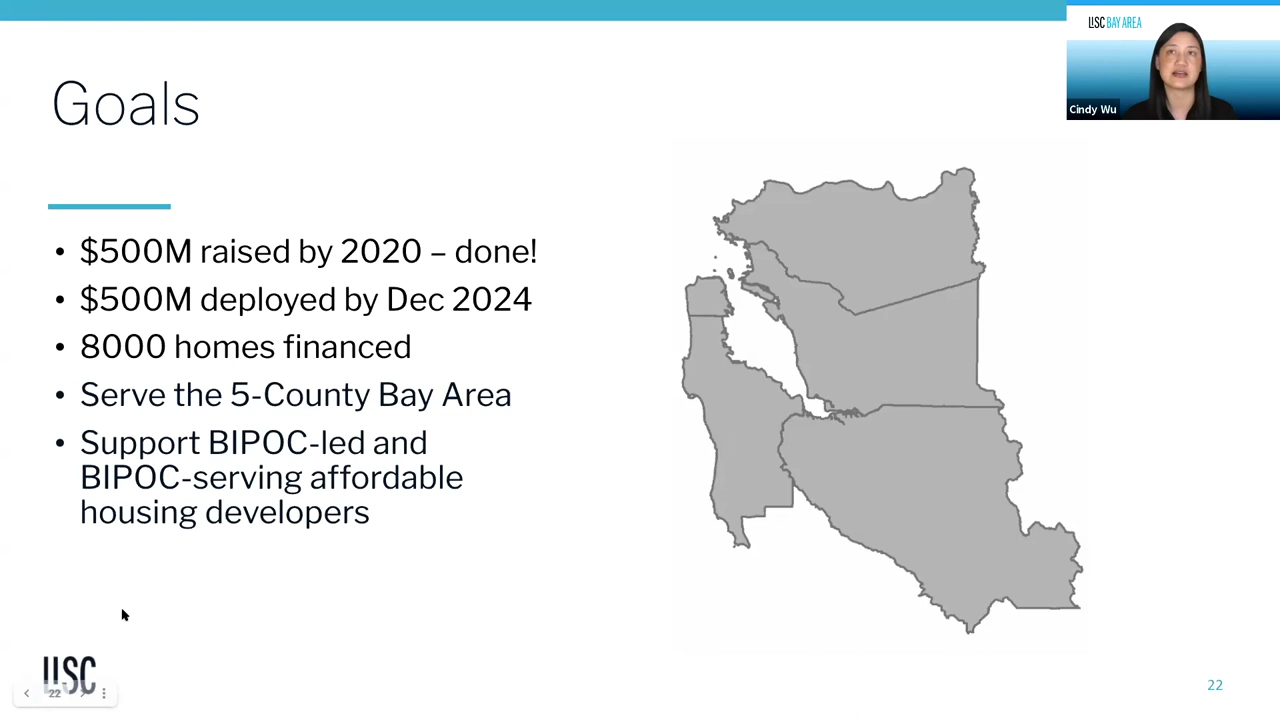 LISC BAY AREA
Cindy Wu
Goals
• $500M raised by 2020 – done!
• $500M deployed by Dec 2024
• 8000 homes financed
• Serve the 5-County Bay Area
• Support BIPOC-led and
BIPOC-serving affordable
housing developers
LISC
22
22